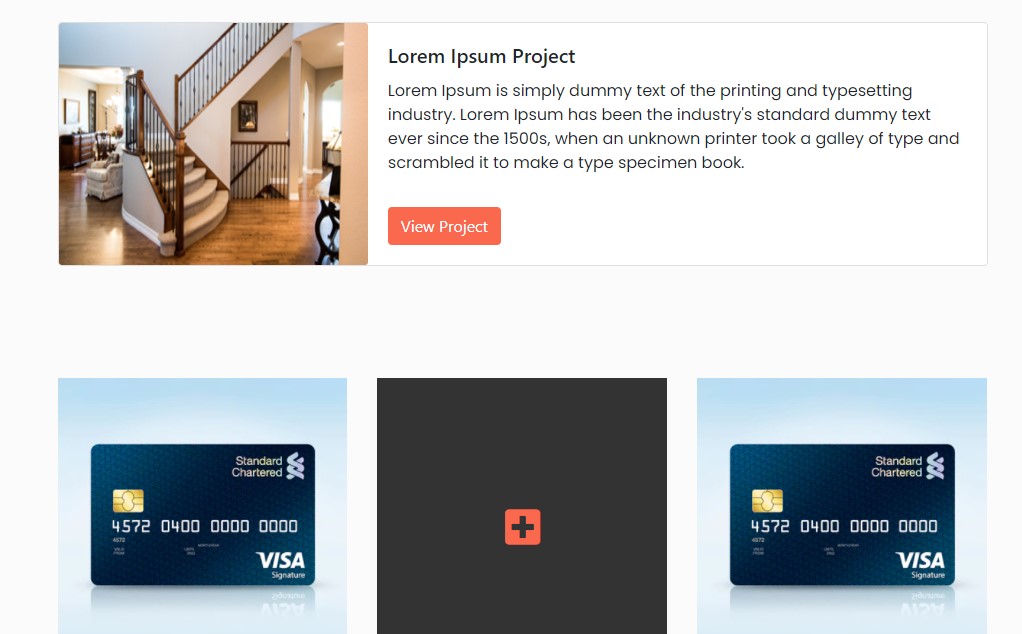 Lorem Ipsum Project
Lorem Ipsum is simply dummy text of the printing and typesetting
industry. Lorem Ipsum has been the industry's standard dummy text
ever since the 1500s, when an unknown printer took a galley of type and
scrambled it to make a type specimen book.
View Project
Standard
Chartered
4572 0400 0000 0000
4572
VISA
Signature
Standard
Chartered
4572 0400 0000 0000
4572
VISA
Signature